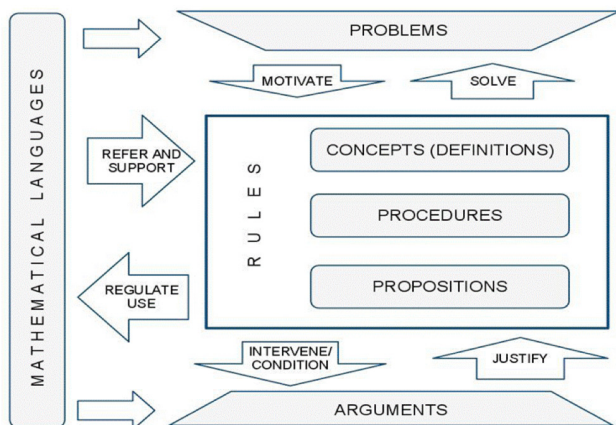 MATHEMATICAL LANGUAGES
PROBLEMS
MOTIVATE
SOLVE
REFER AND
SUPPORT
RULES
CONCEPTS (DEFINITIONS)
PROCEDURES
PROPOSITIONS
REGULATE
USE
INTERVENE/
CONDITION
JUSTIFY
ARGUMENTS